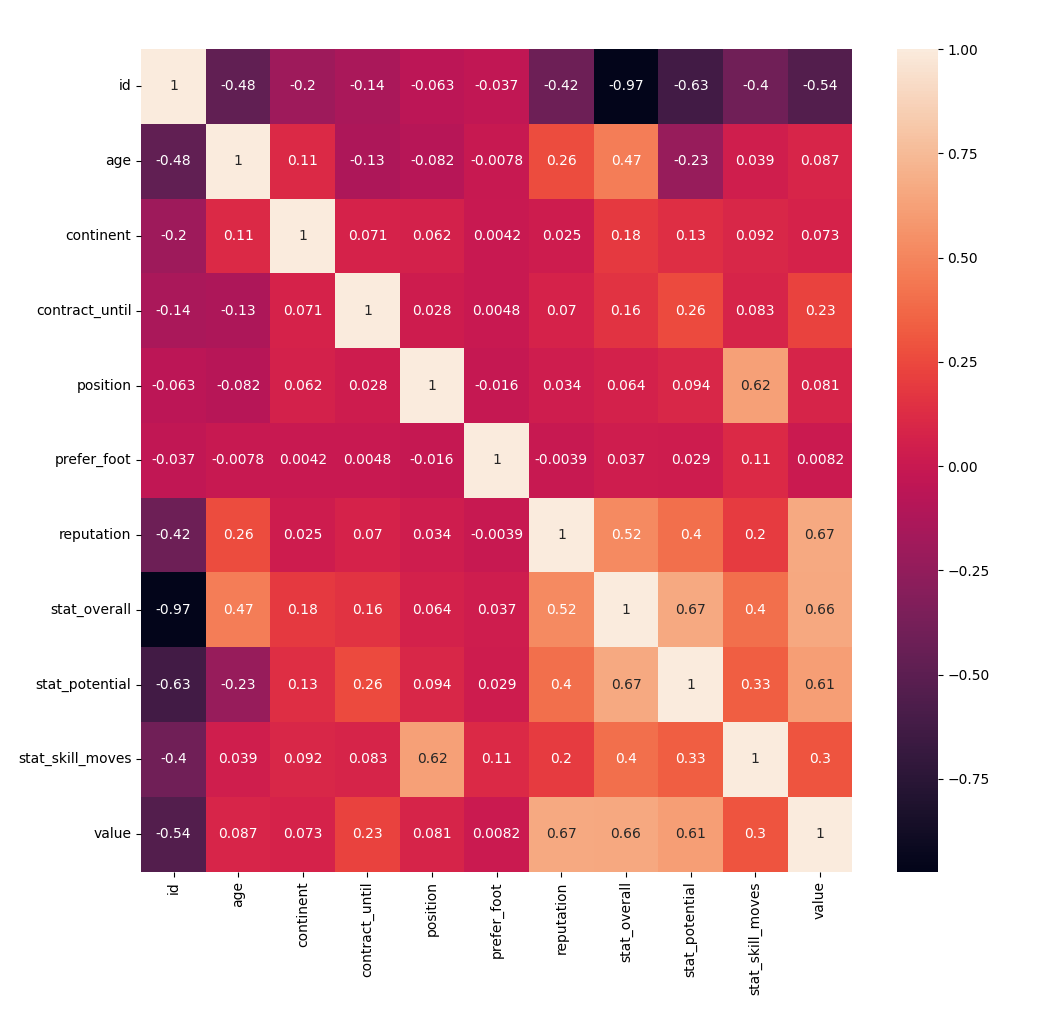 id 1 -0.48 -0.2 -0.14 -0.063 -0.037 -0.42 -0.97 -0.63 -0.4 -0.54
age -0.48 1 0.11 -0.13 -0.082 -0.0078 0.26 0.47 -0.23 0.039 0.087
continent -0.2 0.11 1 0.071 0.062 0.0042 0.025 0.18 0.13 0.092 0.073
contract_until -0.14 -0.13 0.071 1 0.028 0.0048 0.07 0.16 0.26 0.083 0.23
position -0.063 -0.082 0.062 0.028 1 -0.016 0.034 0.064 0.094 0.62 0.081
prefer_foot -0.037 -0.0078 0.0042 0.0048 -0.016 1 -0.0039 0.037 0.029 0.11 0.0082
reputation -0.42 0.26 0.025 0.07 0.034 -0.0039 1 0.52 0.4 0.2 0.67
stat_overall -0.97 0.47 0.18 0.16 0.064 0.037 0.52 1 0.67 0.4 0.66
stat_potential -0.63 -0.23 0.13 0.26 0.094 0.029 0.4 0.67 1 0.33 0.61
stat_skill_moves -0.4 0.039 0.092 0.083 0.62 0.11 0.2 0.4 0.33 1 0.3
value -0.54 0.087 0.073 0.23 0.081 0.0082 0.67 0.66 0.61 0.3 1
id
age
continent
contract_until
position
prefer_foot
reputation
stat_overall
stat_potential
stat_skill_moves
value
1.00
0.75
0.50
0.25
0.00
−0.25
−0.50
−0.75